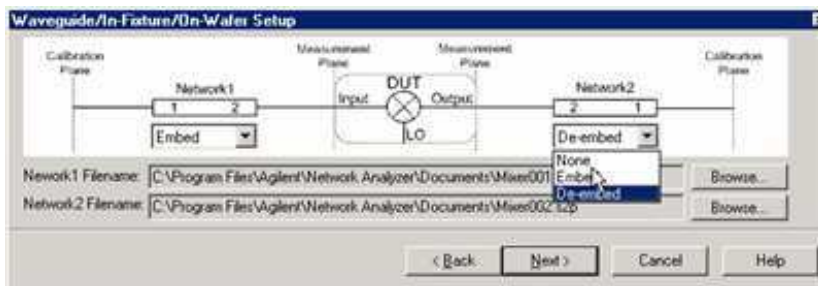 Waveguide/In-Fixture/On-Wafer Setup
Calibration Plane
Measurement Plane
Measurement Plane
Calibration Plane
Network1
1 2
Input
DUT
Output
LO
Network2
2 1
Embed
De-embed
None
Embed
De-embed
Nework1 Filename: C:\Program Files\Agilent\Network Analyzer\Documents\Mixer001
Browse...
Network2 Filename: C:\Program Files\Agilent\Network Analyzer\Documents\Mixer002.s2p
Browse...
< Back
Next >
Cancel
Help